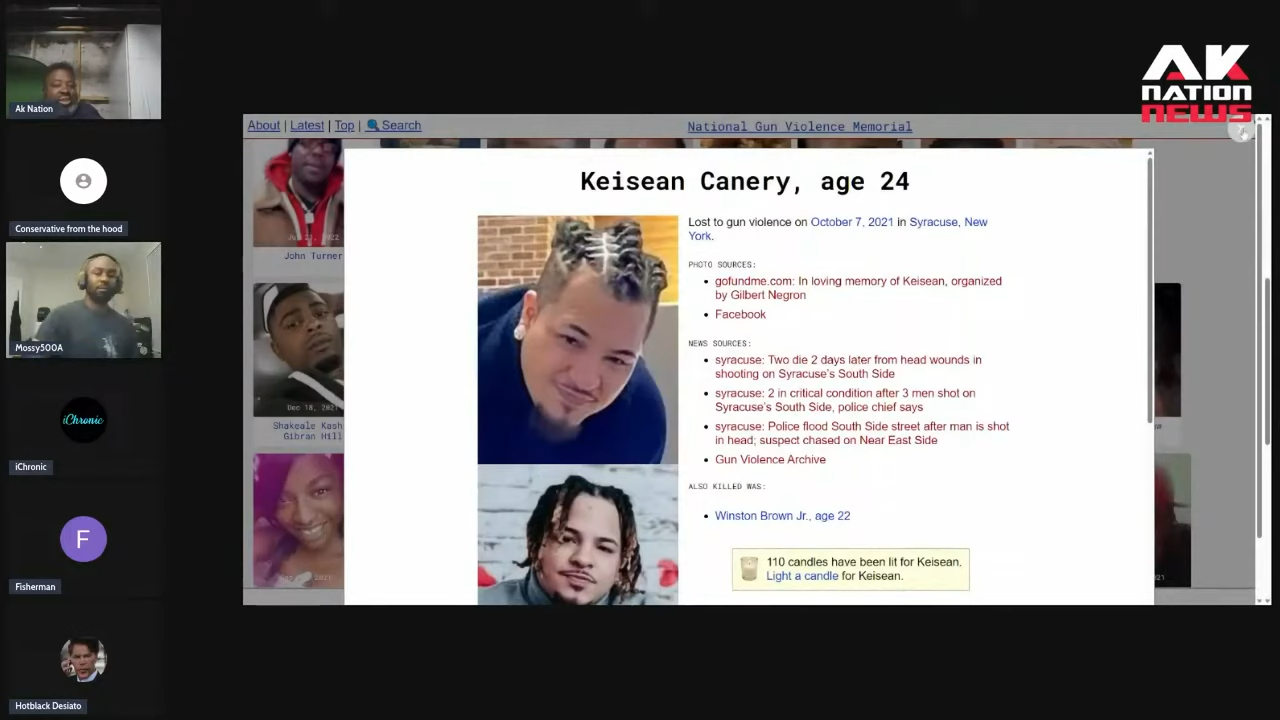 Ak Nation
Conservative from the hood
Mossy500A
iChronic
iChronic
F
Fisherman
Hotblack Desiato
AK
NATION
NEWS
About | Latest | Top | Search
National Gun Violence Memorial
John Turner
Dec 18, 2021
Shakeale Kash
Gibran Hill
Keisean Canery, age 24
Lost to gun violence on October 7, 2021 in Syracuse, New
York.
PHOTO SOURCES:
• gofundme.com: In loving memory of Keisean, organized
by Gilbert Negron
• Facebook
NEWS SOURCES:
• syracuse: Two die 2 days later from head wounds in
shooting on Syracuse's South Side
• syracuse: 2 in critical condition after 3 men shot on
Syracuse's South Side, police chief says
• syracuse: Police flood South Side street after man is shot
in head; suspect chased on Near East Side
• Gun Violence Archive
ALSO KILLED WAS:
• Winston Brown Jr., age 22
110 candles have been lit for Keisean.
Light a candle for Keisean.